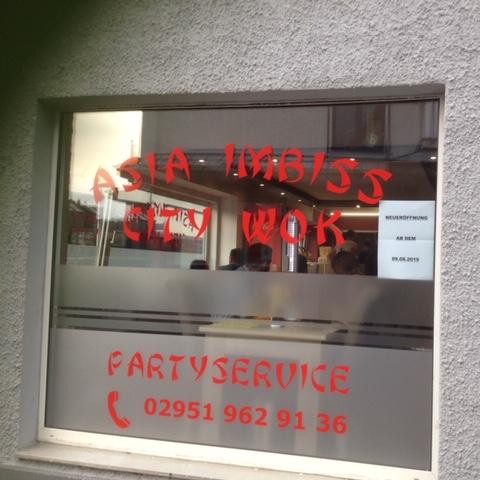 ASIA IMBISS
CITY WOK
NEUERÖFFNUNG
AB DEM
09.08.2019
PARTYSERVICE
02951 962 91 36